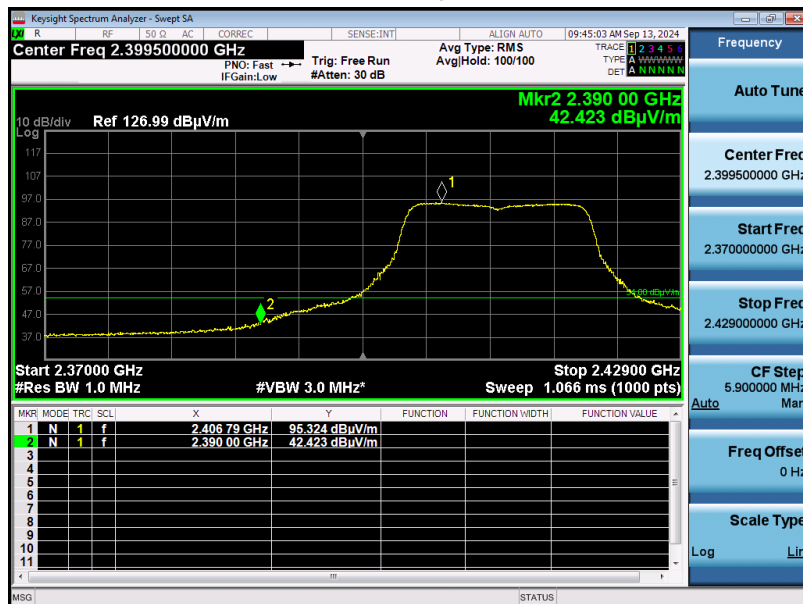 Keysight Spectrum Analyzer - Swept SA
LXI R RF 50 Ω AC CORREC SENSE:INT ALIGN AUTO 09:45:03 AM Sep 13, 2024
Center Freq 2.399500000 GHz
PNO: Fast
IFGain:Low
Trig: Free Run
#Atten: 30 dB
Avg Type: RMS
Avg|Hold: 100/100
TRACE 1 2 3 4 5 6
TYPE A WWWWW
DET A N N N N N
Mkr2 2.390 00 GHz
42.423 dBµV/m
10 dB/div Ref 126.99 dBµV/m
Log
117
107
97.0
87.0
77.0
67.0
57.0
47.0
37.0
1
2
54.00 dBµV/m
Start 2.37000 GHz Stop 2.42900 GHz
#Res BW 1.0 MHz #VBW 3.0 MHz* Sweep 1.066 ms (1000 pts)
MKR MODE TRC SCL X Y FUNCTION FUNCTION WIDTH FUNCTION VALUE
1 N 1 f 2.406 79 GHz 95.324 dBµV/m
2 N 1 f 2.390 00 GHz 42.423 dBµV/m
3
4
5
6
7
8
9
10
11
MSG STATUS
Frequency
Auto Tune
Center Freq
2.399500000 GHz
Start Freq
2.370000000 GHz
Stop Freq
2.429000000 GHz
CF Step
5.900000 MHz
Auto Man
Freq Offset
0 Hz
Scale Type
Log Lin